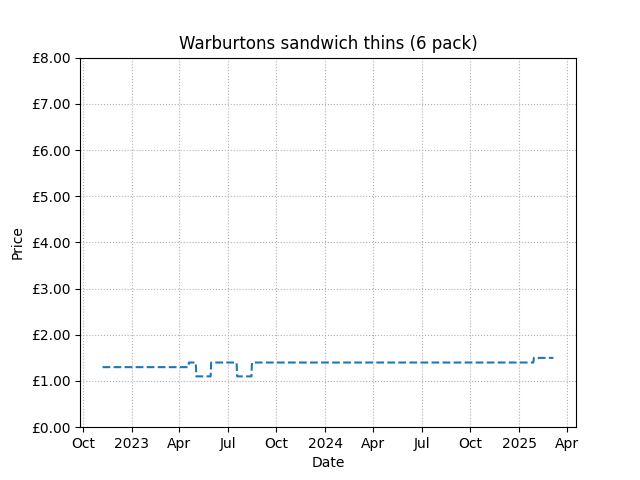 Warburtons sandwich thins (6 pack)
£8.00
£7.00
£6.00
£5.00
£4.00
£3.00
£2.00
£1.00
£0.00
Price
Oct 2023 Apr Jul Oct 2024 Apr Jul Oct 2025 Apr
Date